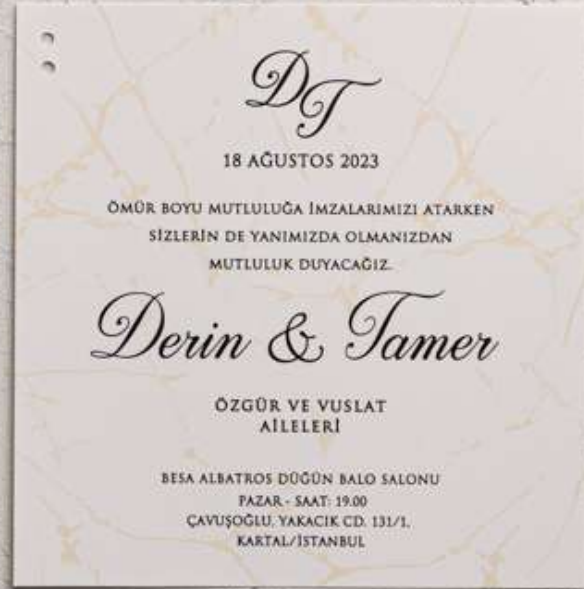 DT
18 AĞUSTOS 2023
ÖMÜR BOYU MUTLULUĞA İMZALARIMIZI ATARKEN
SİZLERİN DE YANIMIZDA OLMANIZDAN
MUTLULUK DUYACAĞIZ.
Derin & Tamer
ÖZGÜR VE VUSLAT
AİLELERİ
BESA ALBATROS DÜĞÜN BALO SALONU
PAZAR - SAAT: 19.00
ÇAVUŞOĞLU, YAKACIK CD. 131/1,
KARTAL/İSTANBUL